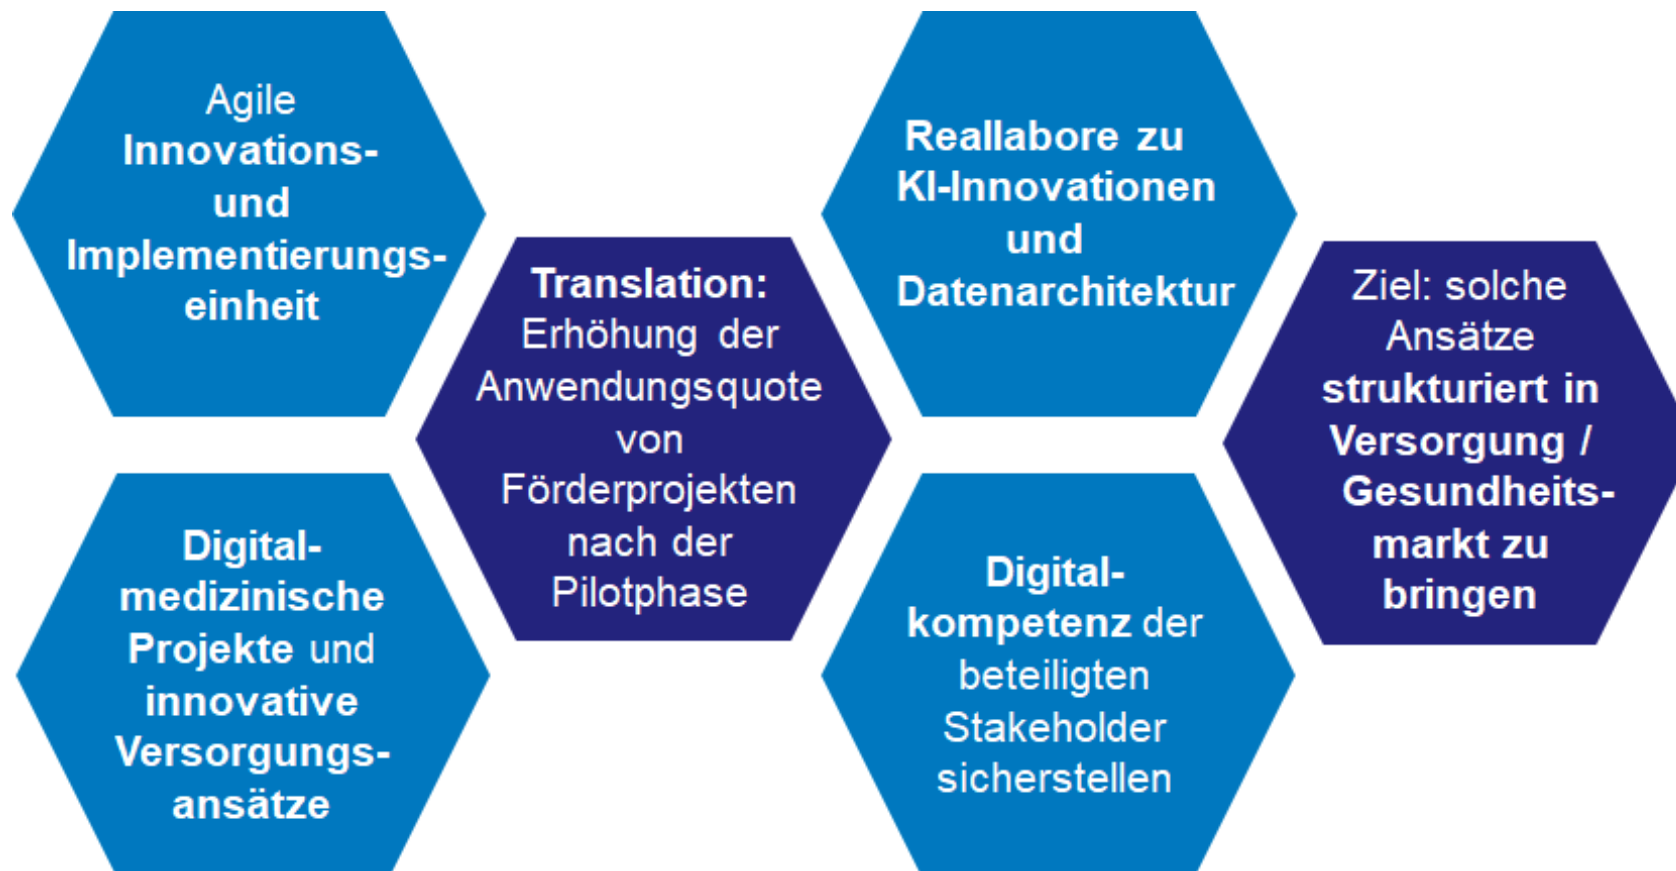 Agile
Innovations-
und
Implementierungs-
einheit
Digital-
medizinische
Projekte und
innovative
Versorgungs-
ansätze
Translation:
Erhöhung der
Anwendungsquote
von
Förderprojekten
nach der
Pilotphase
Reallabore zu
KI-Innovationen
und
Datenarchitektur
Digital-
kompetenz der
beteiligten
Stakeholder
sicherstellen
Ziel: solche
Ansätze
strukturiert in
Versorgung /
Gesundheits-
markt zu
bringen